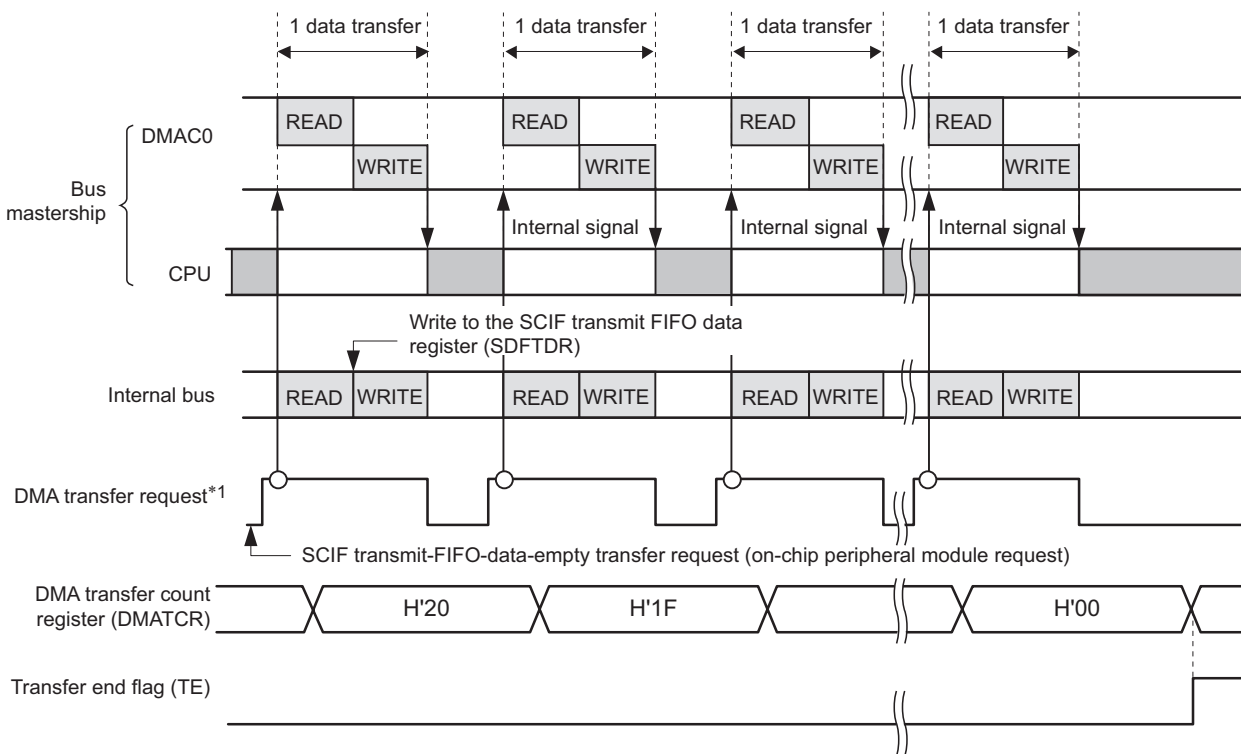 1 data transfer 1 data transfer 1 data transfer 1 data transfer
READ READ READ READ
DMAC0
WRITE WRITE WRITE WRITE
Bus
mastership
Internal signal Internal signal Internal signal
CPU
Write to the SCIF transmit FIFO data
register (SDFTDR)
Internal bus READ WRITE READ WRITE READ WRITE READ WRITE
DMA transfer request*1
SCIF transmit-FIFO-data-empty transfer request (on-chip peripheral module request)
DMA transfer count
register (DMATCR)
H'20 H'1F H'00
Transfer end flag (TE)